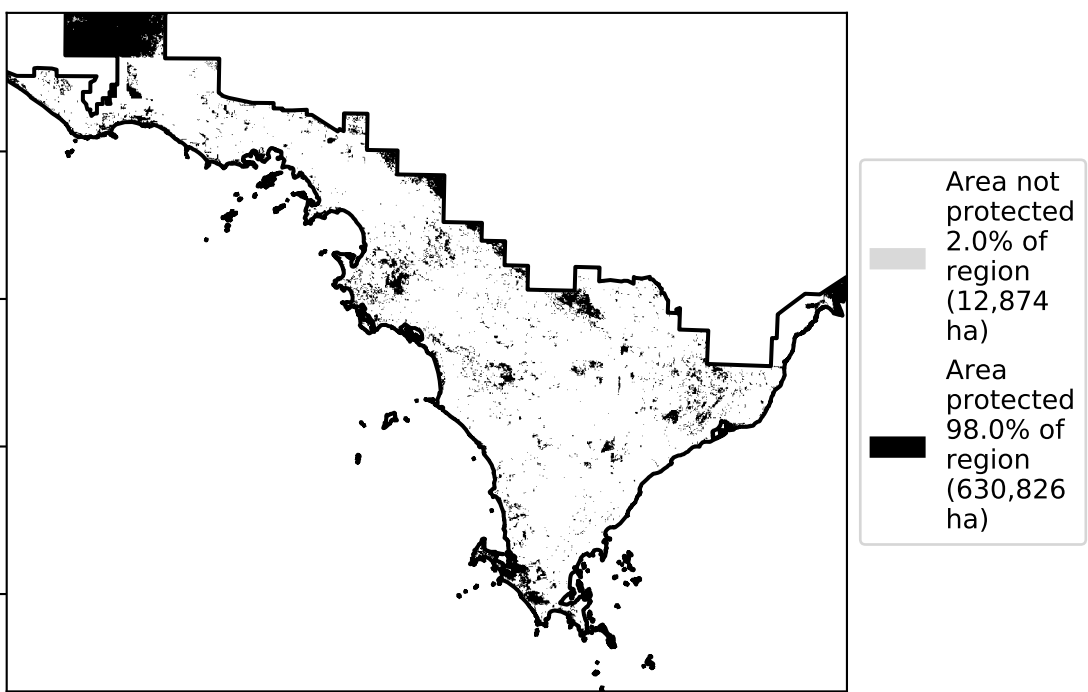 Area not
protected
2.0% of
region
(12,874
ha)
Area
protected
98.0% of
region
(630,826
ha)